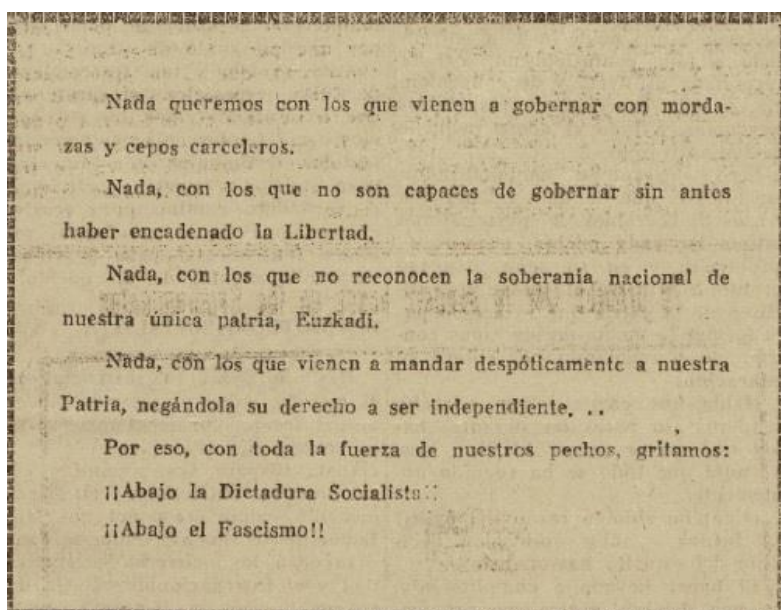 Nada queremos con los que vienen a gobernar con morda-
zas y cepos carceleros.
Nada, con los que no son capaces de gobernar sin antes
haber encadenado la Libertad.
Nada, con los que no reconocen la soberanía nacional de
nuestra única patria, Euzkadi.
Nada, con los que vienen a mandar despóticamente a nuestra
Patria, negándola su derecho a ser independiente. ..
Por eso, con toda la fuerza de nuestros pechos, gritamos:
¡¡Abajo la Dictadura Socialista!!
¡¡Abajo el Fascismo!!